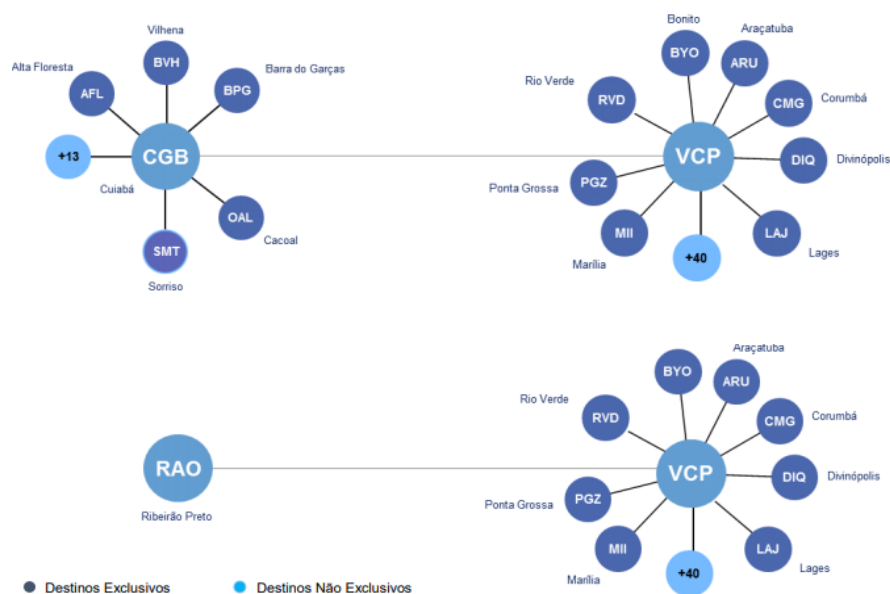 Vilhena
BVH
Alta Floresta
AFL
Barra do Garças
BPG
+13
CGB
Cuiabá
OAL
Cacoal
SMT
Sorriso
Bonito
BYO
Araçatuba
ARU
Rio Verde
RVD
CMG
Corumbá
VCP
DIQ
Divinópolis
PGZ
Ponta Grossa
MII
Marília
LAJ
Lages
+40
RAO
Ribeirão Preto
BYO
Araçatuba
ARU
Rio Verde
RVD
CMG
Corumbá
VCP
DIQ
Divinópolis
PGZ
Ponta Grossa
MII
Marília
LAJ
Lages
+40
Destinos Exclusivos
Destinos Não Exclusivos